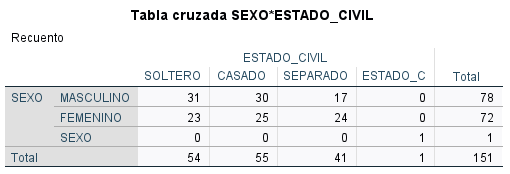 Tabla cruzada SEXO*ESTADO_CIVIL
Recuento
ESTADO_CIVIL
SOLTERO CASADO SEPARADO ESTADO_C Total
SEXO MASCULINO 31 30 17 0 78
FEMENINO 23 25 24 0 72
SEXO 0 0 0 1 1
Total 54 55 41 1 151